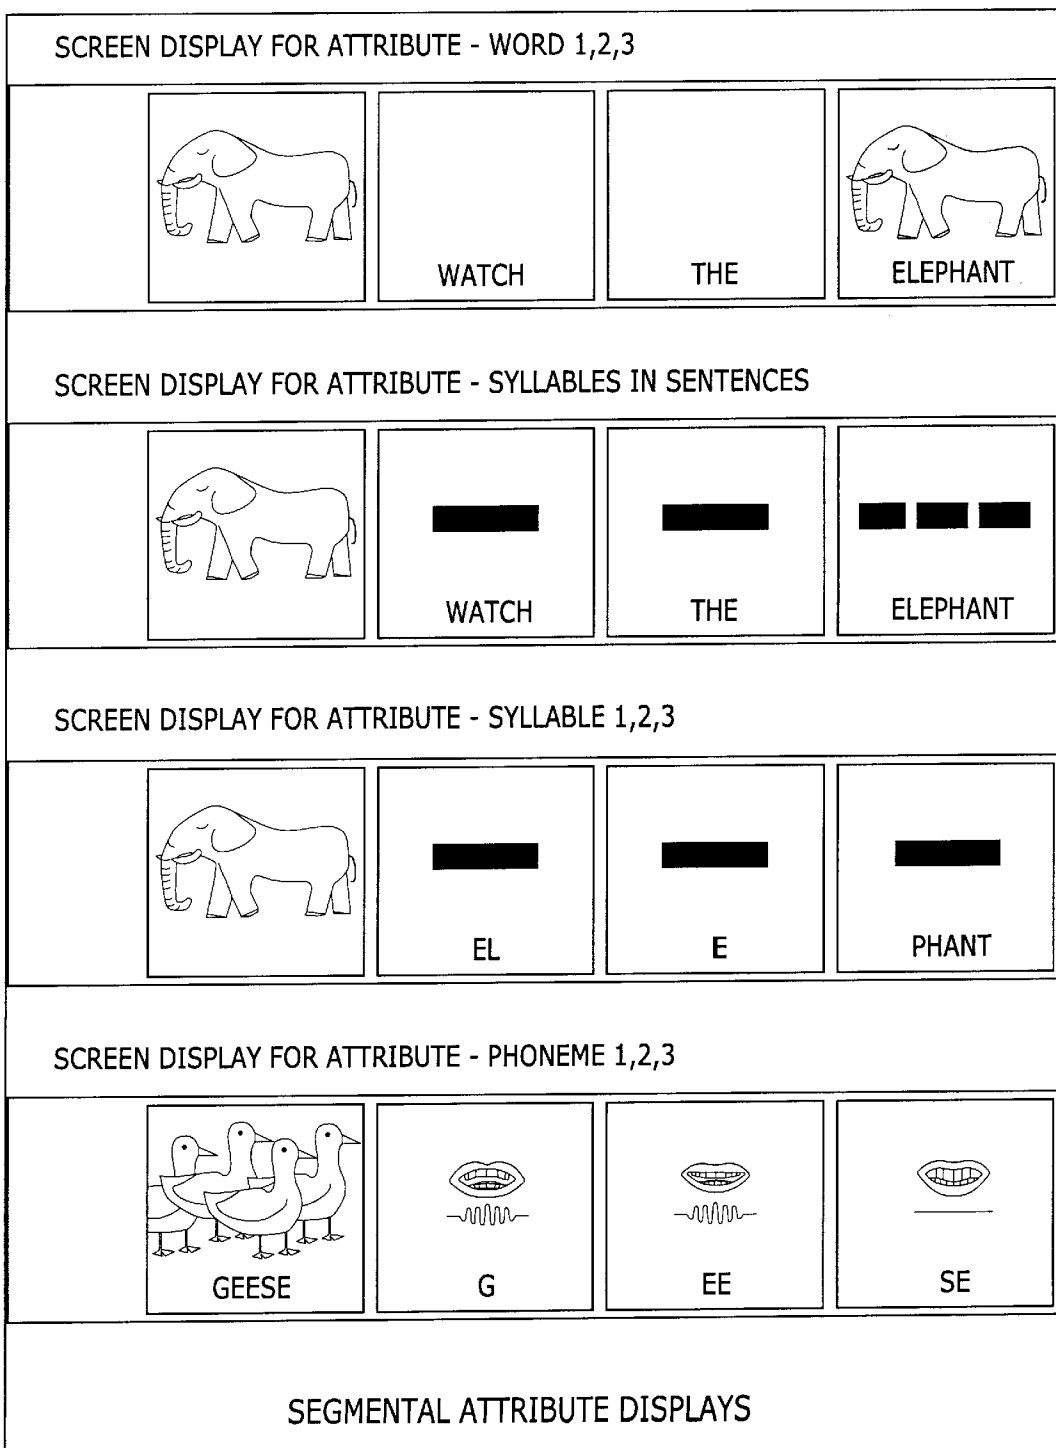 SCREEN DISPLAY FOR ATTRIBUTE - WORD 1,2,3
WATCH THE ELEPHANT
SCREEN DISPLAY FOR ATTRIBUTE - SYLLABLES IN SENTENCES
WATCH THE ELEPHANT
SCREEN DISPLAY FOR ATTRIBUTE - SYLLABLE 1,2,3
EL E PHANT
SCREEN DISPLAY FOR ATTRIBUTE - PHONEME 1,2,3
GEESE G EE SE
SEGMENTAL ATTRIBUTE DISPLAYS